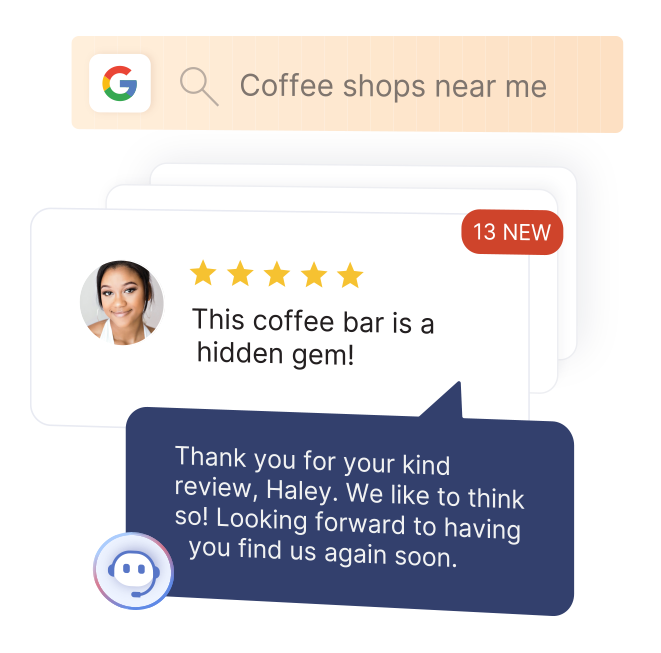 G
Coffee shops near me
13 NEW
This coffee bar is a
hidden gem!
Thank you for your kind
review, Haley. We like to think
so! Looking forward to having
you find us again soon.